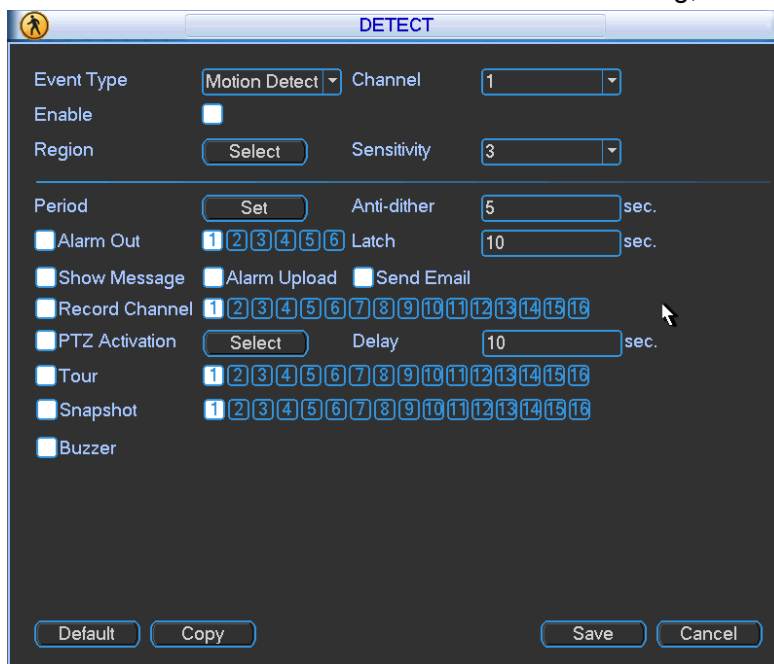 DETECT
Event Type Motion Detect Channel 1
Enable
Region Select Sensitivity 3
Period Set Anti-dither 5 sec.
Alarm Out 1 2 3 4 5 6 Latch 10 sec.
Show Message Alarm Upload Send Email
Record Channel 1 2 3 4 5 6 7 8 9 10 11 12 13 14 15 16
PTZ Activation Select Delay 10 sec.
Tour 1 2 3 4 5 6 7 8 9 10 11 12 13 14 15 16
Snapshot 1 2 3 4 5 6 7 8 9 10 11 12 13 14 15 16
Buzzer
Default Copy Save Cancel